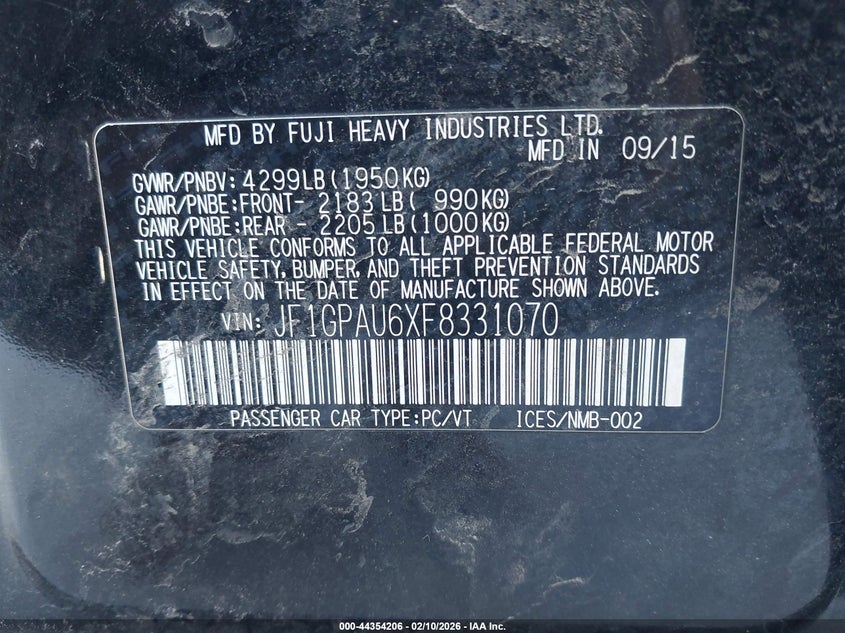 MFD BY FUJI HEAVY INDUSTRIES LTD.
MFD IN 09/15
GVWR/PNBV: 4299LB(1950KG)
GAWR/PNBE:FRONT- 2183LB( 990KG)
GAWR/PNBE:REAR - 2205LB(1000KG)
THIS VEHICLE CONFORMS TO ALL APPLICABLE FEDERAL MOTOR
VEHICLE SAFETY, BUMPER, AND THEFT PREVENTION STANDARDS
IN EFFECT ON THE DATE OF MANUFACTURE SHOWN ABOVE.
VIN: JF1GPAU6XF8331070
PASSENGER CAR TYPE:PC/VT ICES/NMB-002
000-44354206 - 02/10/2026 - IAA Inc.